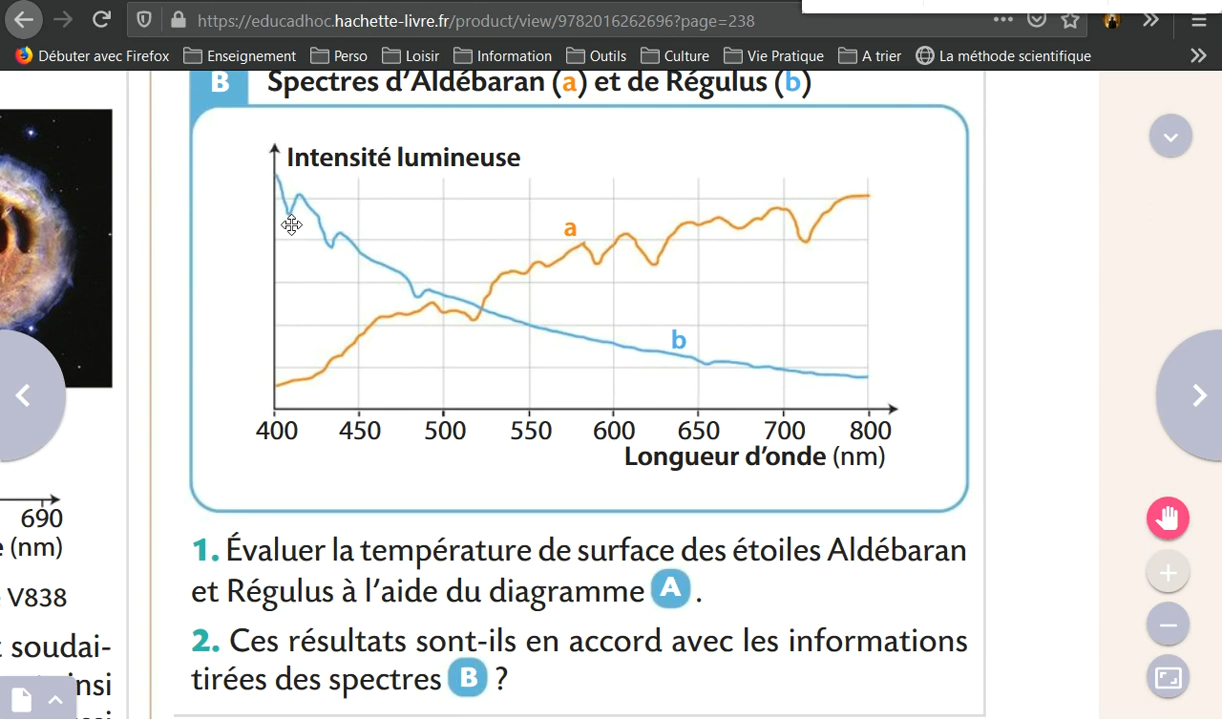 https://educadhoc.hachette-livre.fr/product/view/9782016262696?page=238
Débuter avec Firefox Enseignement Perso Loisir Information Outils Culture Vie Pratique A trier La méthode scientifique
B Spectres d'Aldébaran (a) et de Régulus (b)
Intensité lumineuse
a
b
400 450 500 550 600 650 700 800
Longueur d'onde (nm)
690
(nm)
V838
soudai-
1. Évaluer la température de surface des étoiles Aldébaran
et Régulus à l'aide du diagramme A .
2. Ces résultats sont-ils en accord avec les informations
tirées des spectres B ?